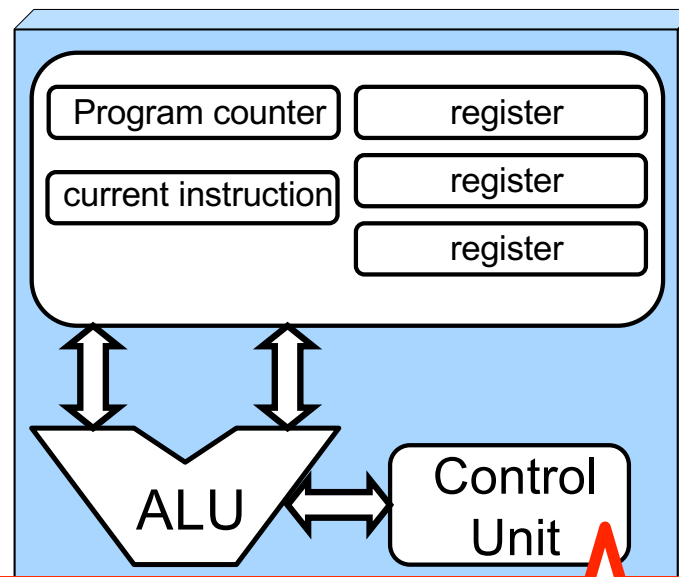 Program counter
register
current instruction
register
register
ALU
Control
Unit